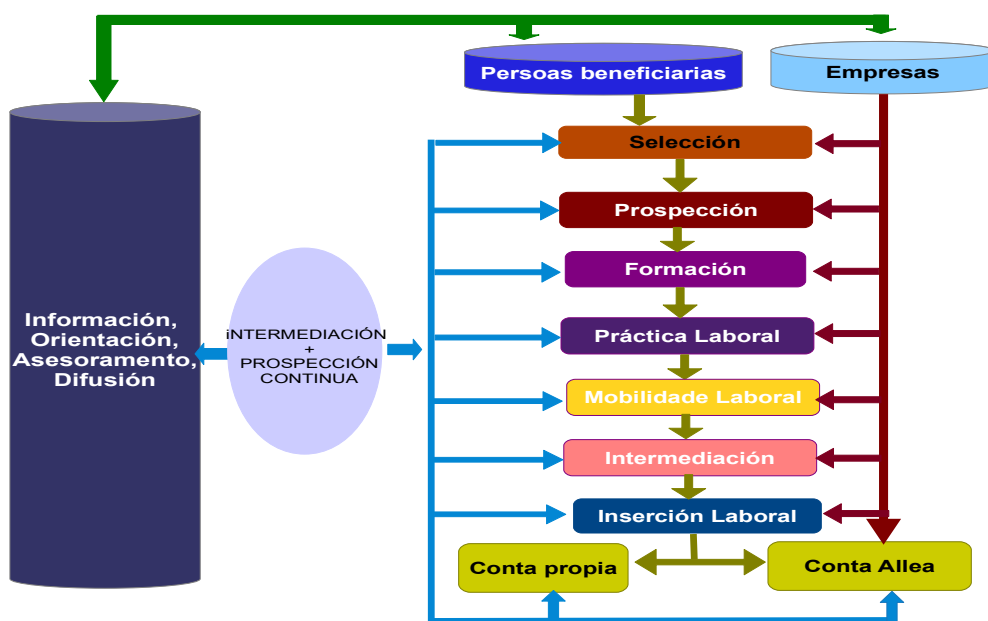 Persoas beneficiarias
Empresas
Selección
Prospección
Formación
Práctica Laboral
Mobilidade Laboral
Intermediación
Inserción Laboral
Conta propia
Conta Allea
Información,
Orientación,
Asesoramento,
Difusión
iNTERMEDIACIÓN
+
PROSPECCIÓN
CONTINUA